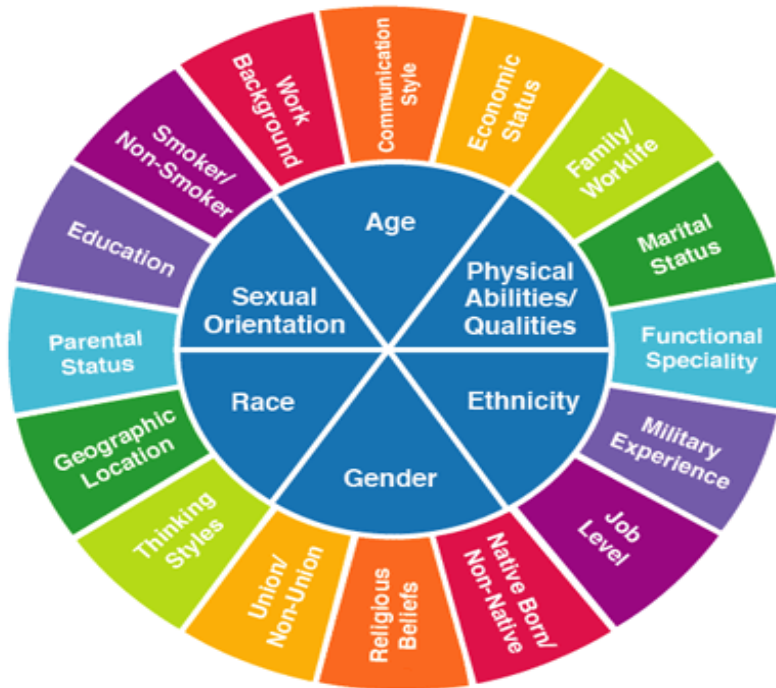 Communication
Style
Economic
Status
Family/
Worklife
Marital
Status
Functional
Speciality
Military
Experience
Job
Level
Native Born/
Non-Native
Religious
Beliefs
Union/
Non-Union
Thinking
Styles
Geographic
Location
Parental
Status
Education
Smoker/
Non-Smoker
Work
Background
Age
Physical
Abilities/
Qualities
Ethnicity
Gender
Race
Sexual
Orientation